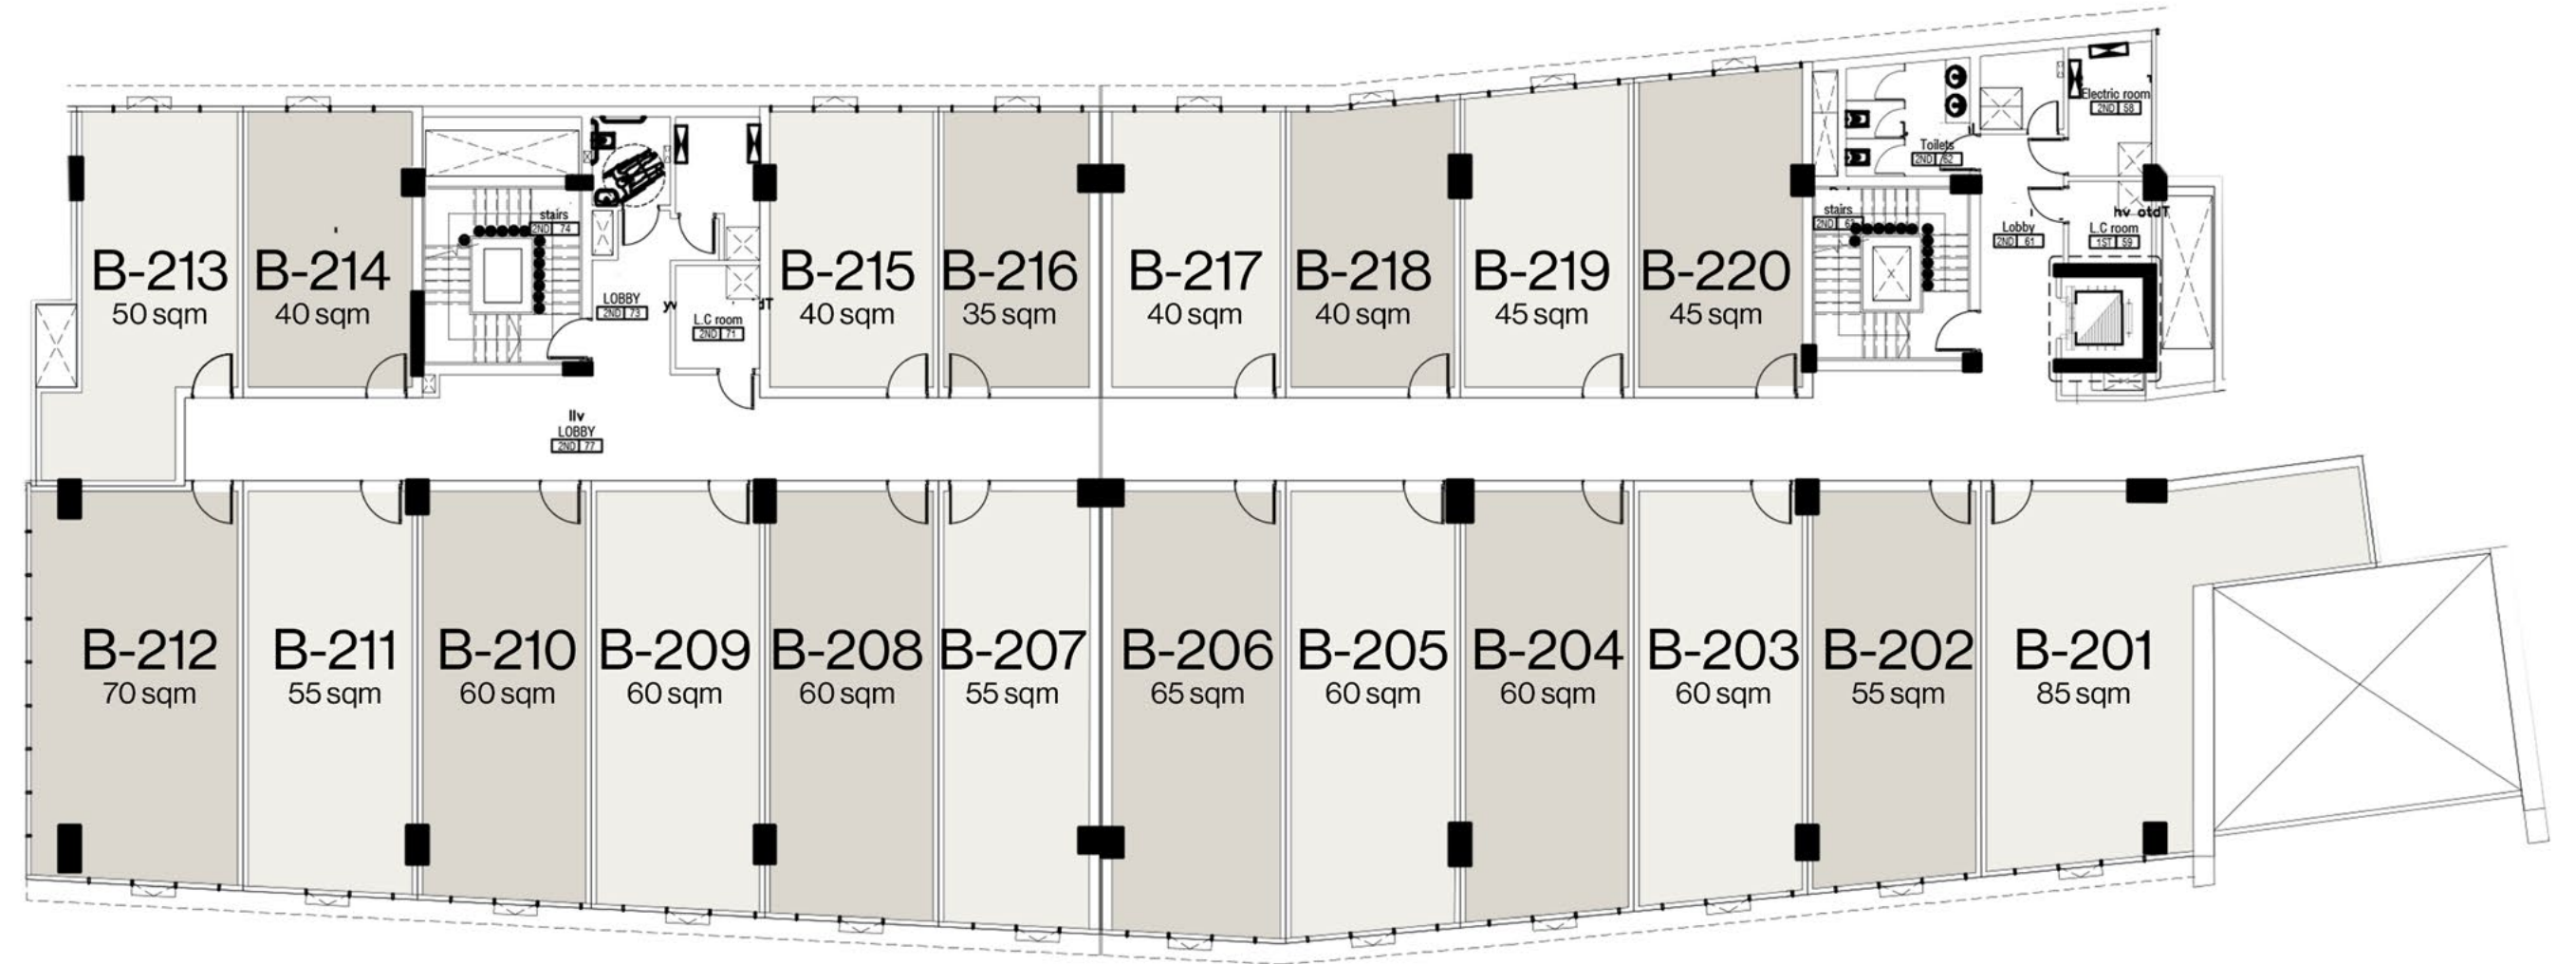 Electric room
2ND 58
Toilets
2ND 62
stairs
2ND 74
stairs
2ND
Lobby
2ND 61
L.C room
1ST 59
B-213
50 sqm
B-214
40 sqm
LOBBY
2ND 73
L.C room
2ND 71
B-215
40 sqm
B-216
35 sqm
B-217
40 sqm
B-218
40 sqm
B-219
45 sqm
B-220
45 sqm
LOBBY
2ND 77
B-212
70 sqm
B-211
55 sqm
B-210
60 sqm
B-209
60 sqm
B-208
60 sqm
B-207
55 sqm
B-206
65 sqm
B-205
60 sqm
B-204
60 sqm
B-203
60 sqm
B-202
55 sqm
B-201
85 sqm